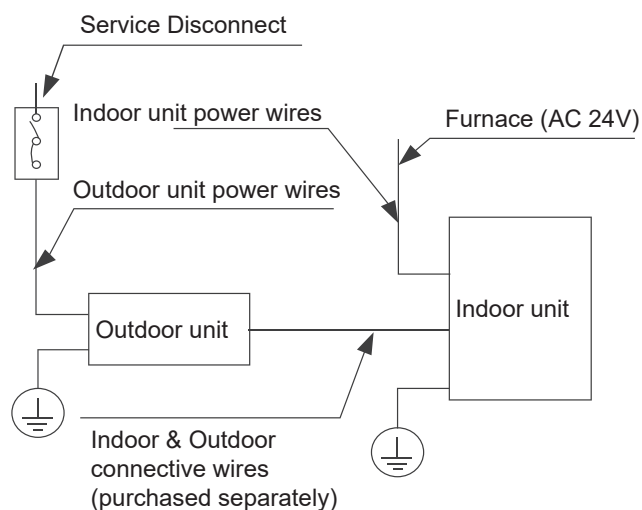 Service Disconnect
Indoor unit power wires
Furnace (AC 24V)
Outdoor unit power wires
Outdoor unit
Indoor unit
Indoor & Outdoor
connective wires
(purchased separately)